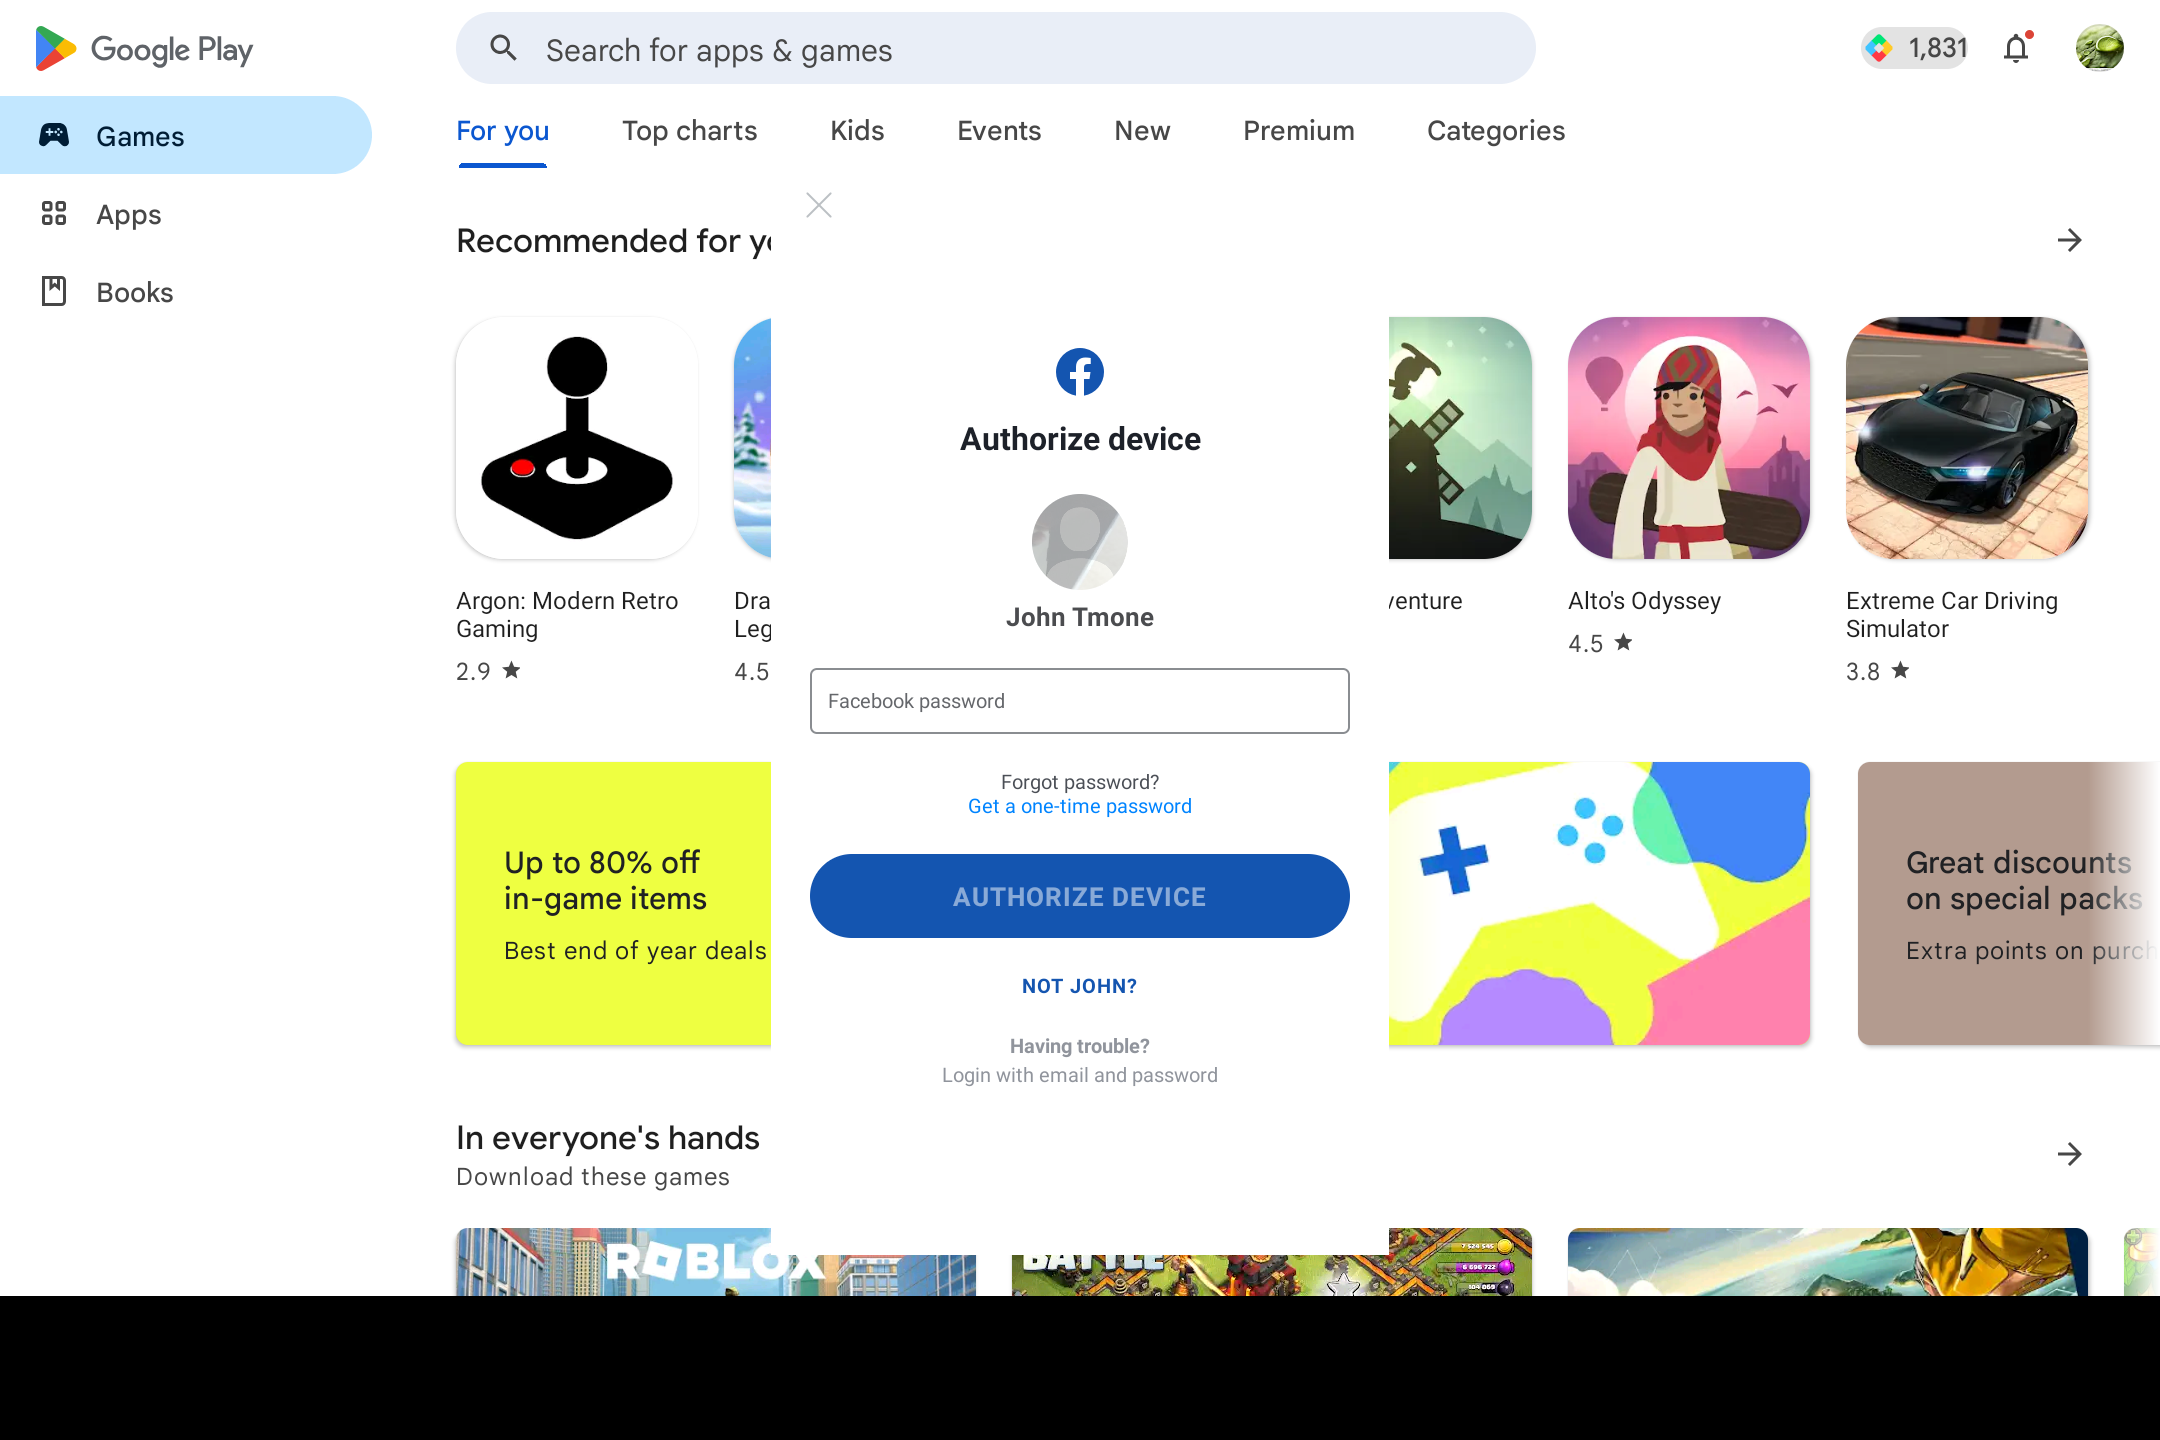 Google Play
Search for apps & games
1,831
Games
Apps
Books
For you
Top charts
Kids
Events
New
Premium
Categories
Recommended for yo
Argon: Modern Retro
Gaming
2.9
Dra
Leg
4.5
venture
Alto's Odyssey
4.5
Extreme Car Driving
Simulator
3.8
Authorize device
John Tmone
Facebook password
Forgot password?
Get a one-time password
AUTHORIZE DEVICE
NOT JOHN?
Having trouble?
Login with email and password
Up to 80% off
in-game items
Best end of year deals
Great discounts
on special packs
Extra points on purch
In everyone's hands
Download these games
ROBLOX
BATTLE